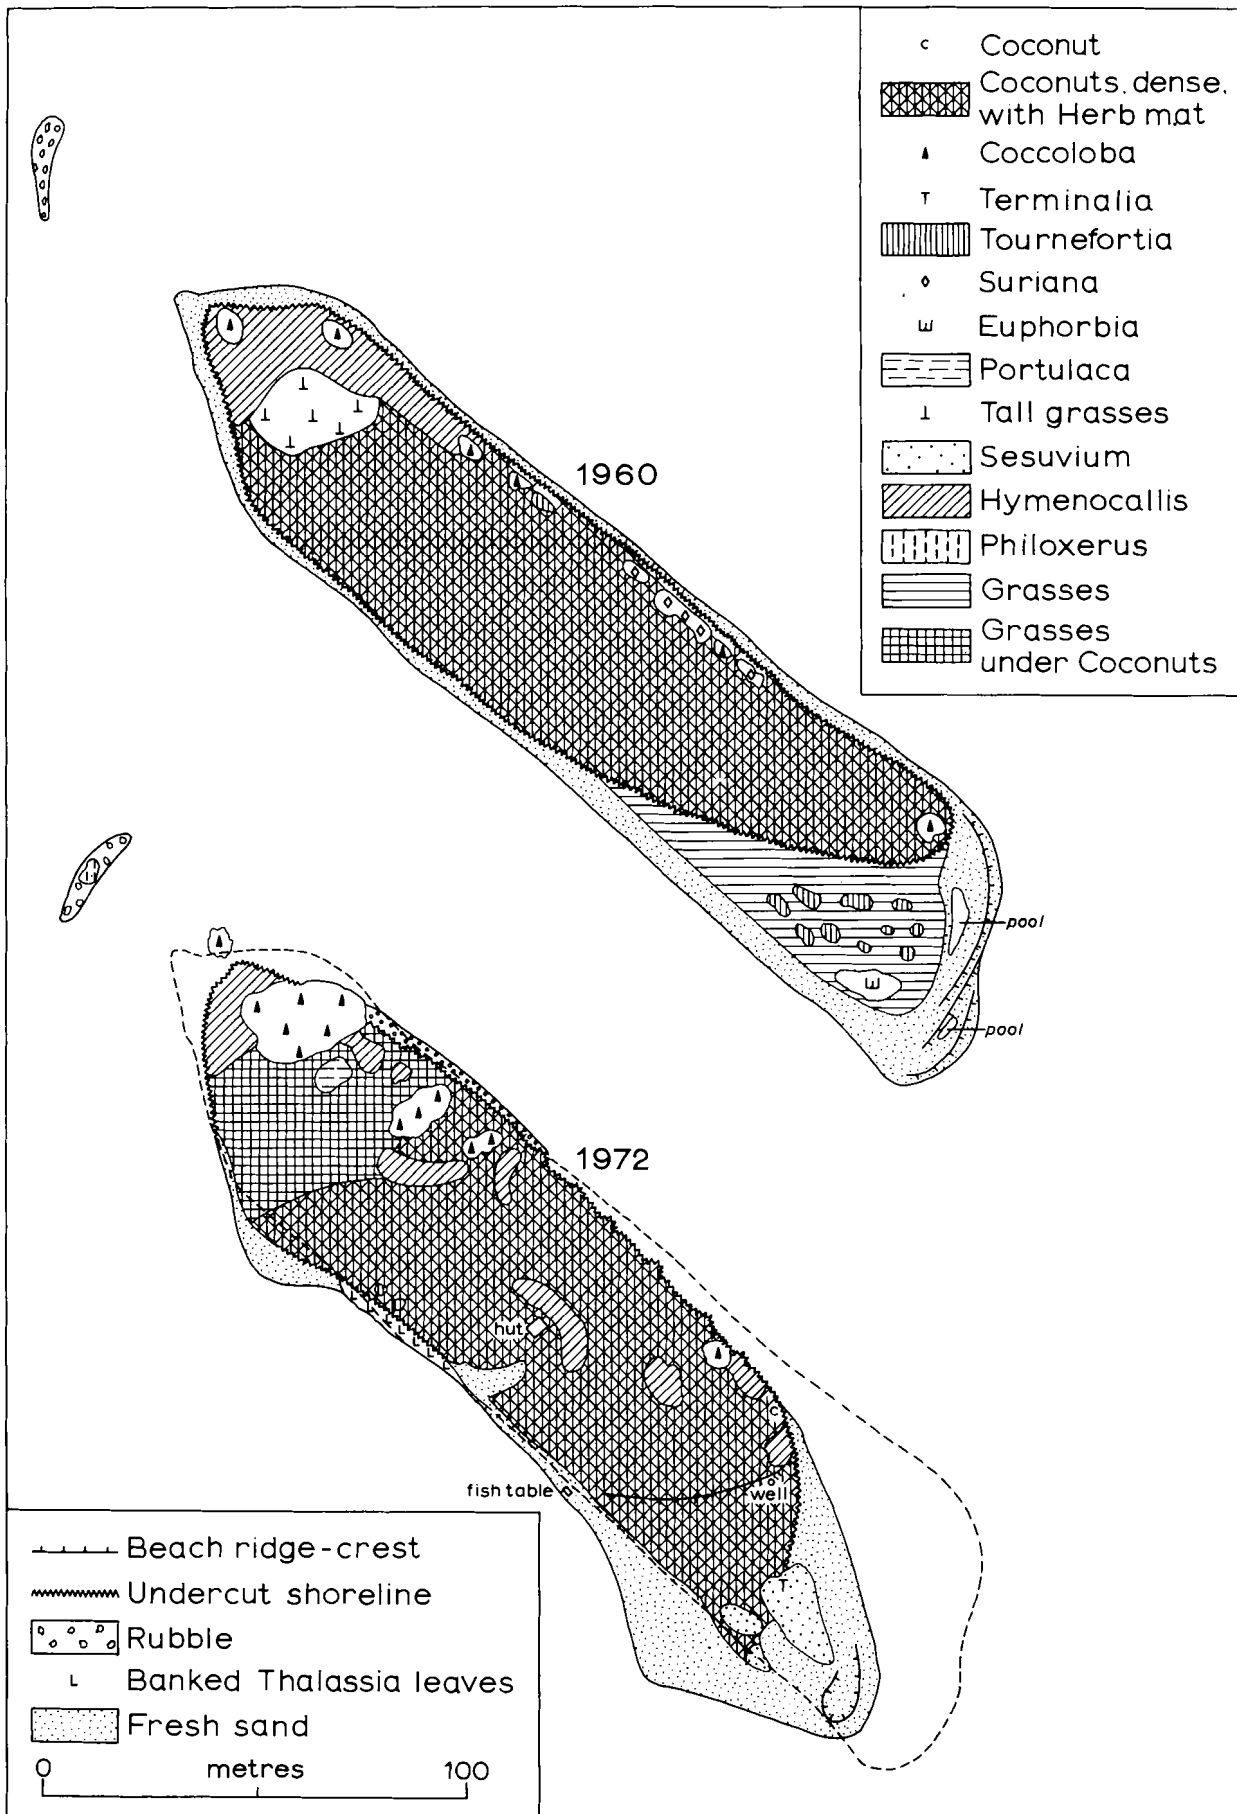 c Coconut
Coconuts, dense,
with Herb mat
Coccoloba
T Terminalia
Tournefortia
Suriana
Euphorbia
Portulaca
Tall grasses
Sesuvium
Hymenocallis
Philoxerus
Grasses
Grasses
under Coconuts
1960
pool
pool
1972
hut
c
fish table
well
T
Beach ridge-crest
Undercut shoreline
Rubble
L Banked Thalassia leaves
Fresh sand
0 metres 100